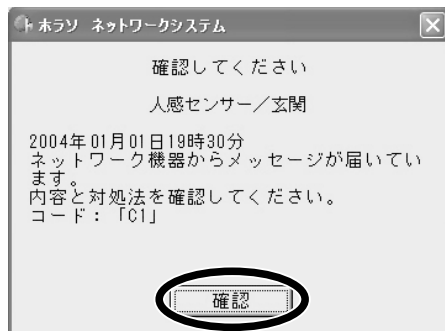 ホラソ ネットワークシステム
確認してください
人感センサー／玄関
2004年01月01日19時30分
ネットワーク機器からメッセージが届いてい
ます。
内容と対処法を確認してください。
コード：「C1」
確認